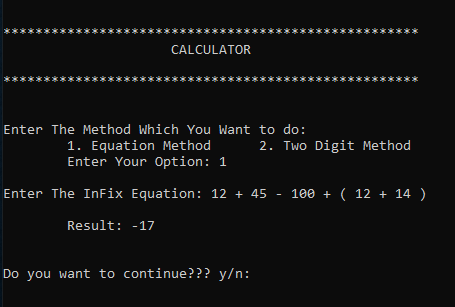 ****************************************************
CALCULATOR
****************************************************
Enter The Method Which You Want to do:
1. Equation Method 2. Two Digit Method
Enter Your Option: 1
Enter The InFix Equation: 12 + 45 - 100 + ( 12 + 14 )
Result: -17
Do you want to continue??? y/n: